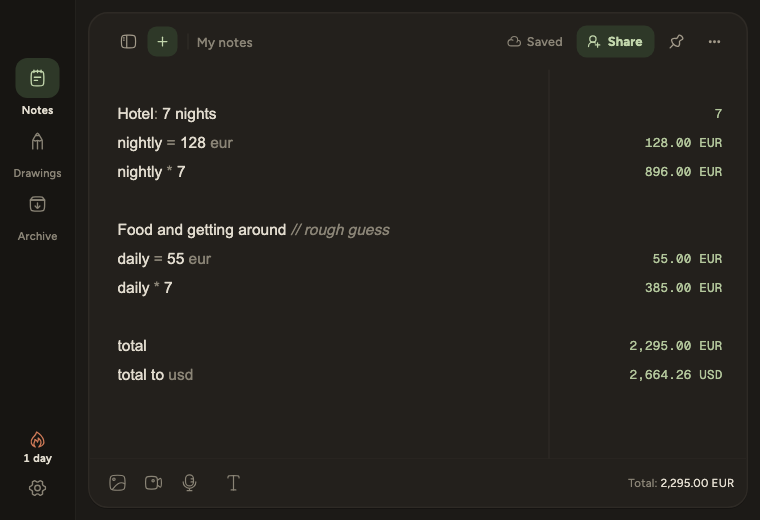 My notes
Saved
Share
Notes
Drawings
Archive
Hotel: 7 nights 7
nightly = 128 eur 128.00 EUR
nightly * 7 896.00 EUR
Food and getting around // rough guess
daily = 55 eur 55.00 EUR
daily * 7 385.00 EUR
total 2,295.00 EUR
total to usd 2,664.26 USD
1 day
Total: 2,295.00 EUR